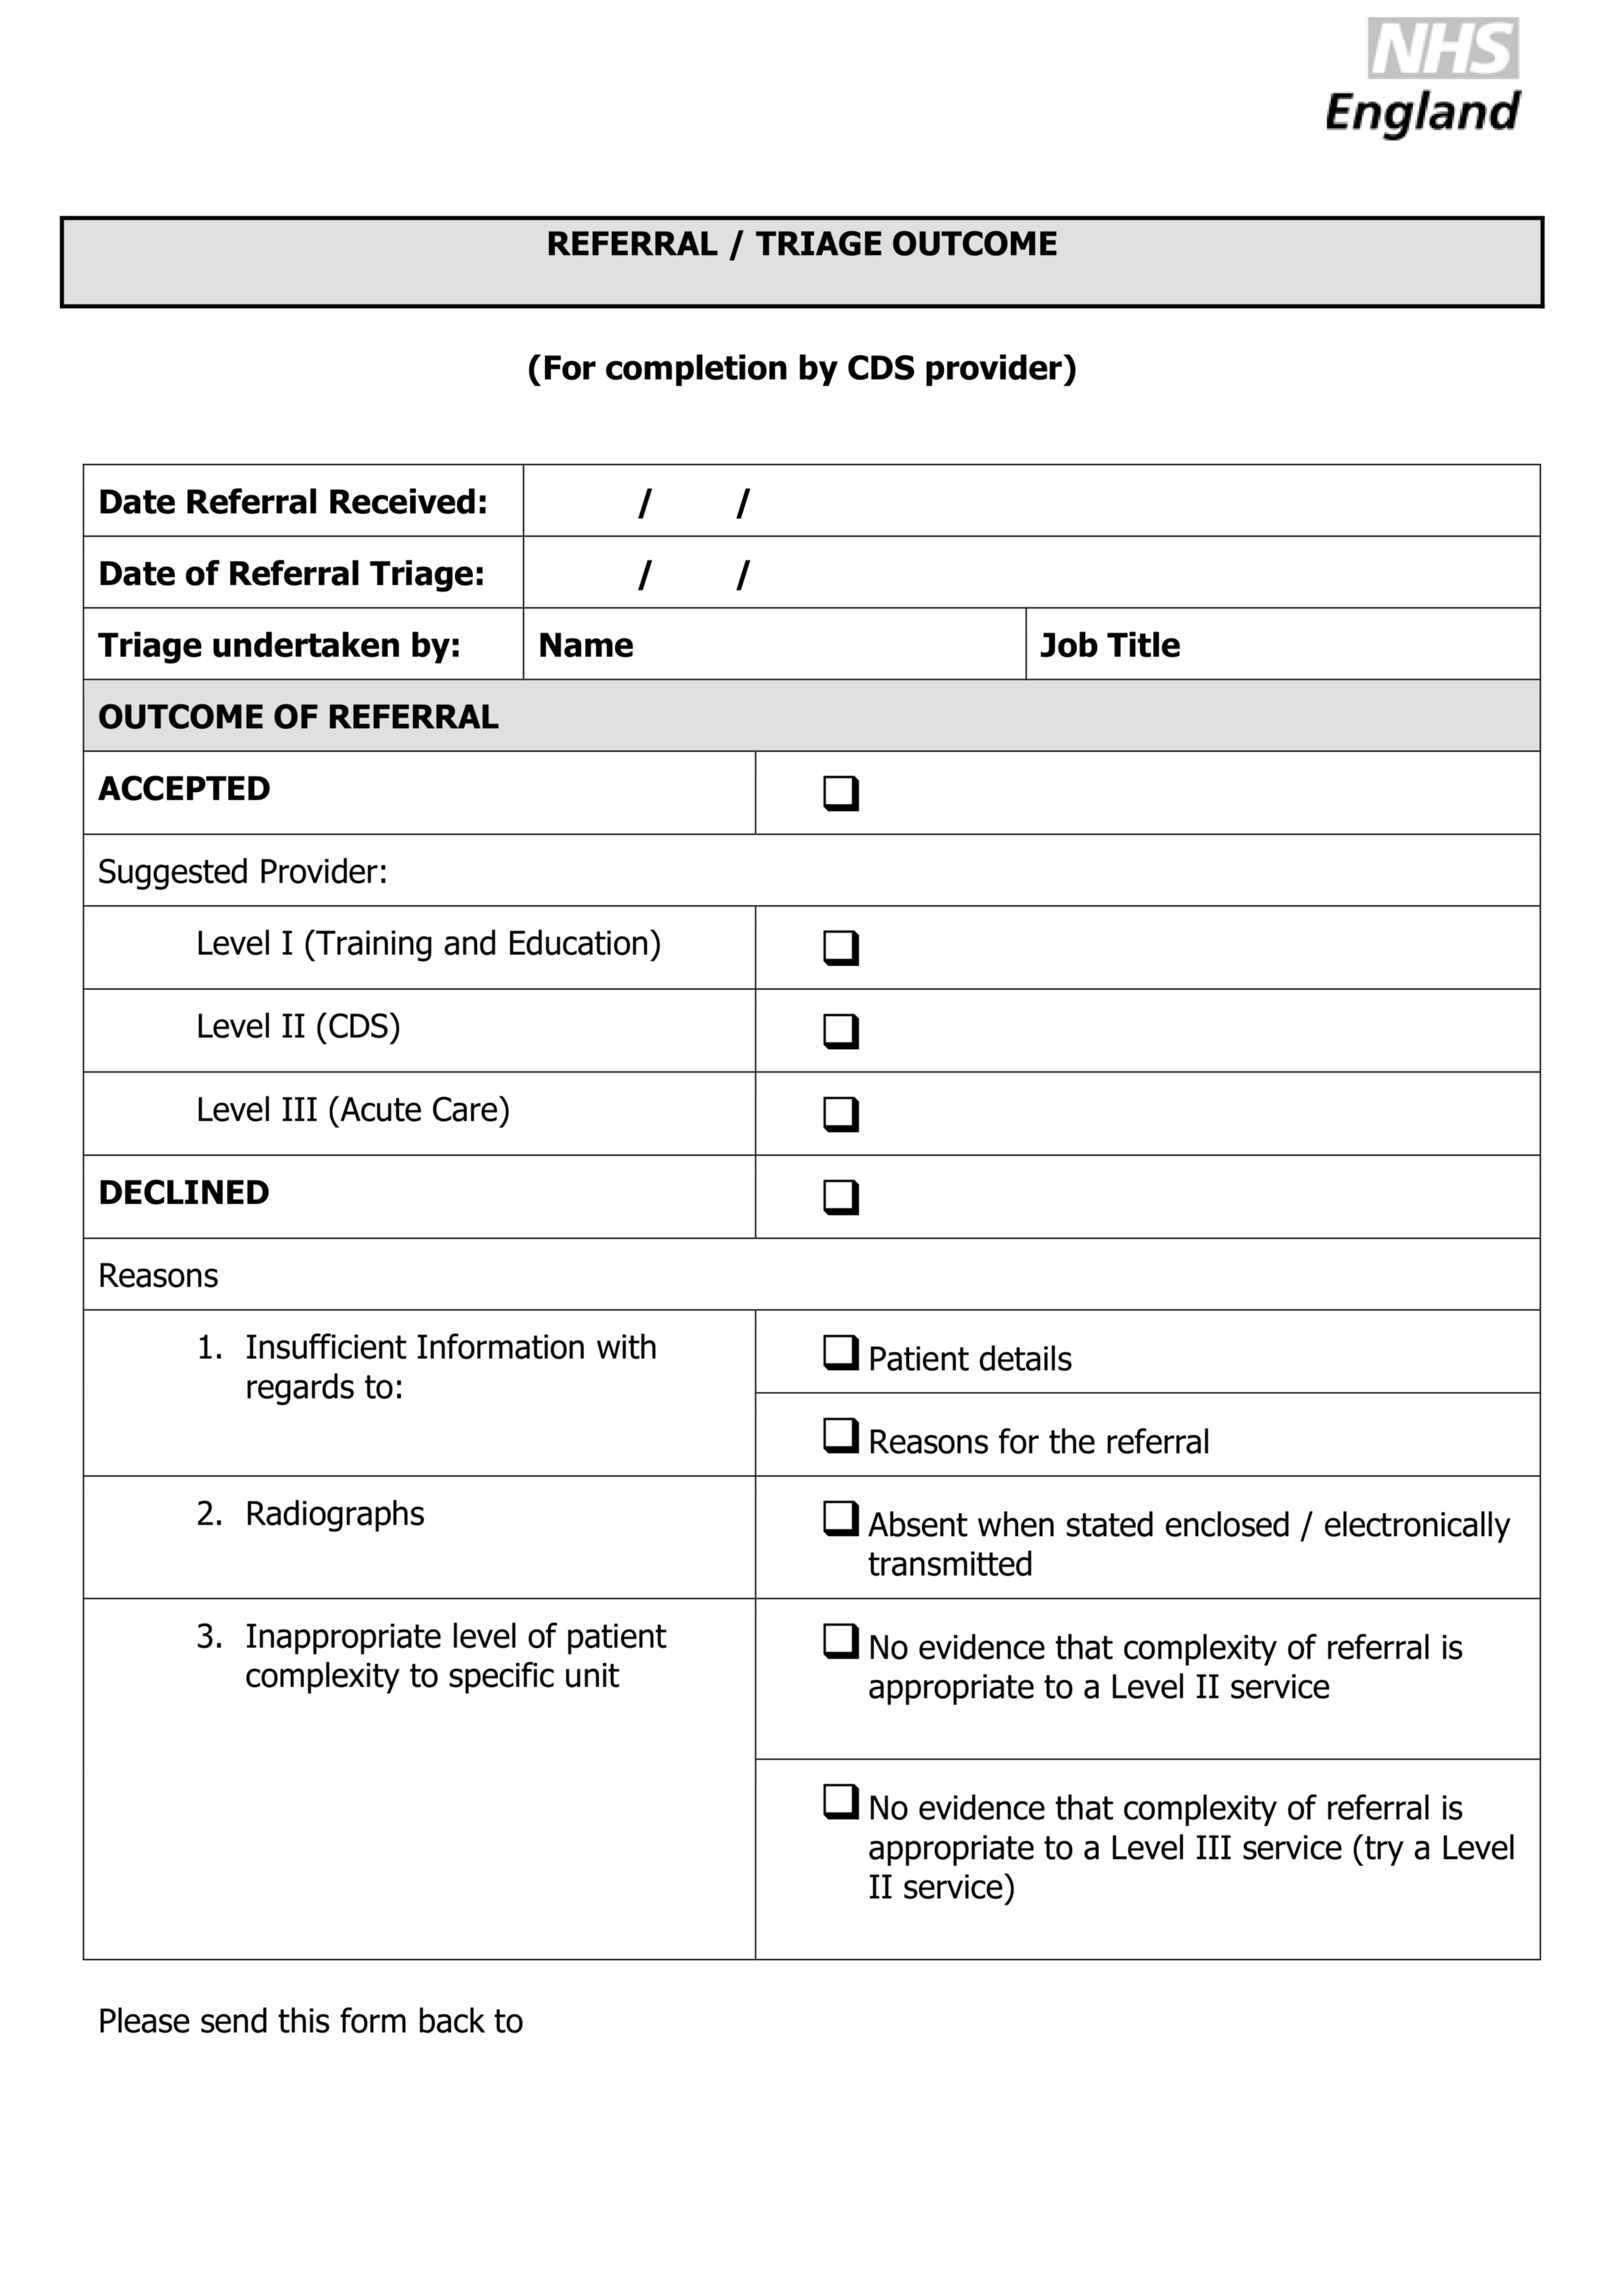 NHS
England
REFERRAL / TRIAGE OUTCOME
(For completion by CDS provider)
Date Referral Received: / /
Date of Referral Triage: / /
Triage undertaken by: Name Job Title
OUTCOME OF REFERRAL
ACCEPTED ❑
Suggested Provider:
Level I (Training and Education) ❑
Level II (CDS) ❑
Level III (Acute Care) ❑
DECLINED ❑
Reasons
1. Insufficient Information with
regards to:
❑ Patient details
❑ Reasons for the referral
2. Radiographs
❑ Absent when stated enclosed / electronically
transmitted
3. Inappropriate level of patient
complexity to specific unit
❑ No evidence that complexity of referral is
appropriate to a Level II service
❑ No evidence that complexity of referral is
appropriate to a Level III service (try a Level
II service)
Please send this form back to